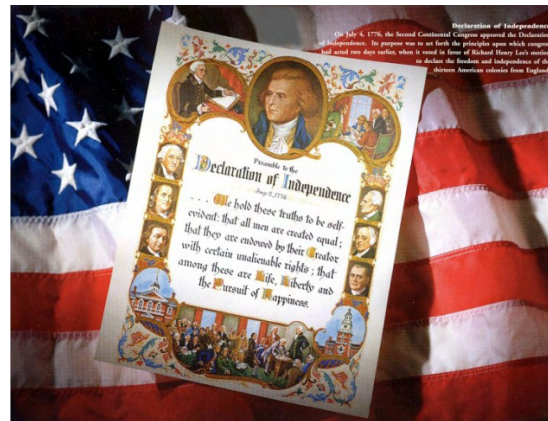 Declaration of Independence
On July 4, 1776, the Second Continental Congress approved the Declaration
of Independence. Its purpose was to set forth the principles upon which congress
had acted two days earlier, when it voted in favor of Richard Henry Lee's motion
to declare the freedom and independence of the
thirteen American colonies from England
Preamble to the
Declaration of Independence
1776
. . . . We hold these truths to be self-
evident: that all men are created equal;
that they are endowed by their Creator
with certain unalienable rights; that
among these are Life, Liberty and
the Pursuit of Happiness.